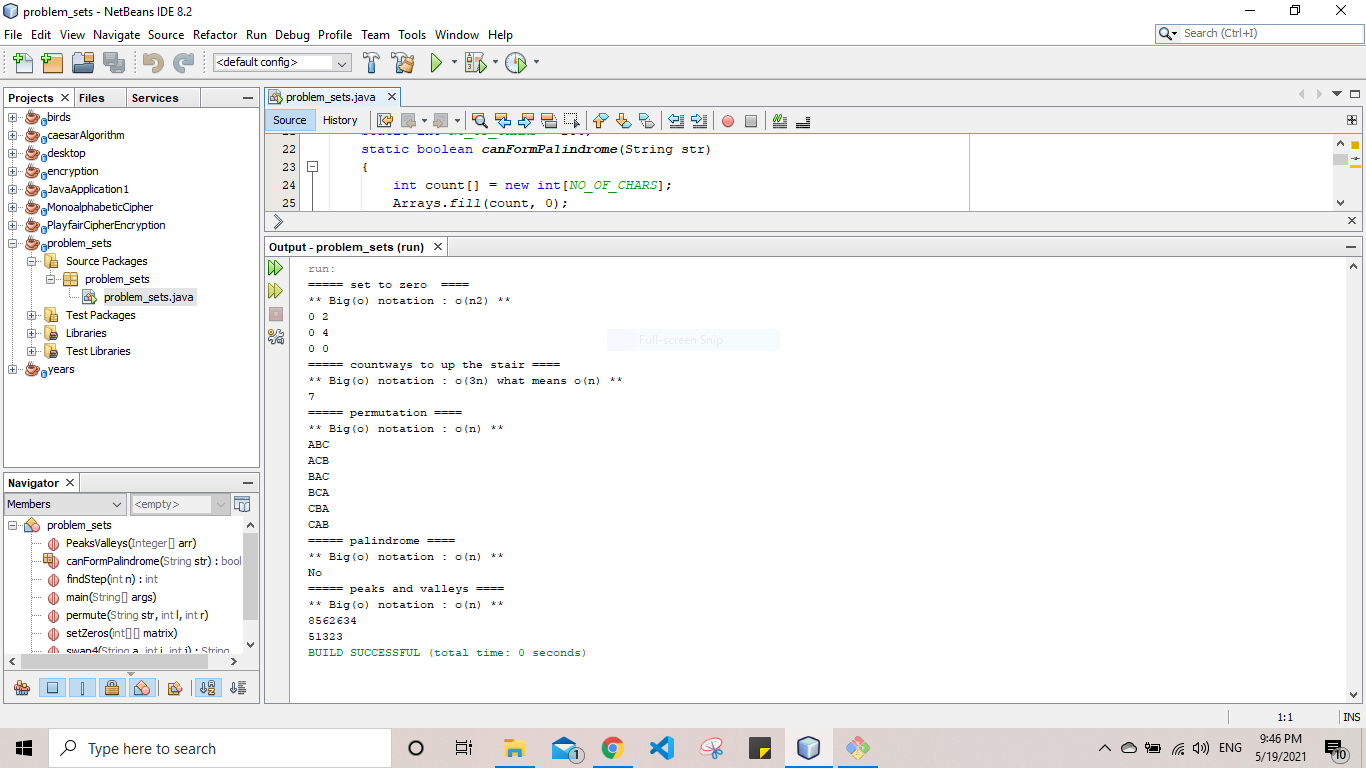 problem_sets - NetBeans IDE 8.2
File Edit View Navigate Source Refactor Run Debug Profile Team Tools Window Help
Search (Ctrl+I)
<default config>
Projects Files Services
birds
caesarAlgorithm
desktop
encryption
JavaApplication1
MonoalphabeticCipher
PlayfairCipherEncryption
problem_sets
Source Packages
problem_sets
problem_sets.java
Test Packages
Libraries
Test Libraries
years
Navigator
Members <empty>
problem_sets
PeaksValleys(Integer[] arr)
canFormPalindrome(String str) : bool
findStep(int n) : int
main(String[] args)
permute(String str, int l, int r)
setZeros(int[][] matrix)
swap4(String a, int i, int j) : String
problem_sets.java
Source History
22 static boolean canFormPalindrome(String str)
23 {
24 int count[] = new int[NO_OF_CHARS];
25 Arrays.fill(count, 0);
Output - problem_sets (run)
run:
===== set to zero  ====
** Big(o) notation : o(n2) **
0 2
0 4
0 0
===== countways to up the stair ====
** Big(o) notation : o(3n) what means o(n) **
7
===== permutation ====
** Big(o) notation : o(n) **
ABC
ACB
BAC
BCA
CBA
CAB
===== palindrome ====
** Big(o) notation : o(n) **
No
===== peaks and valleys ====
** Big(o) notation : o(n) **
8562634
51323
BUILD SUCCESSFUL (total time: 0 seconds)
Full-screen Snip
1:1 INS
Type here to search
1
ENG
9:46 PM
5/19/2021
10